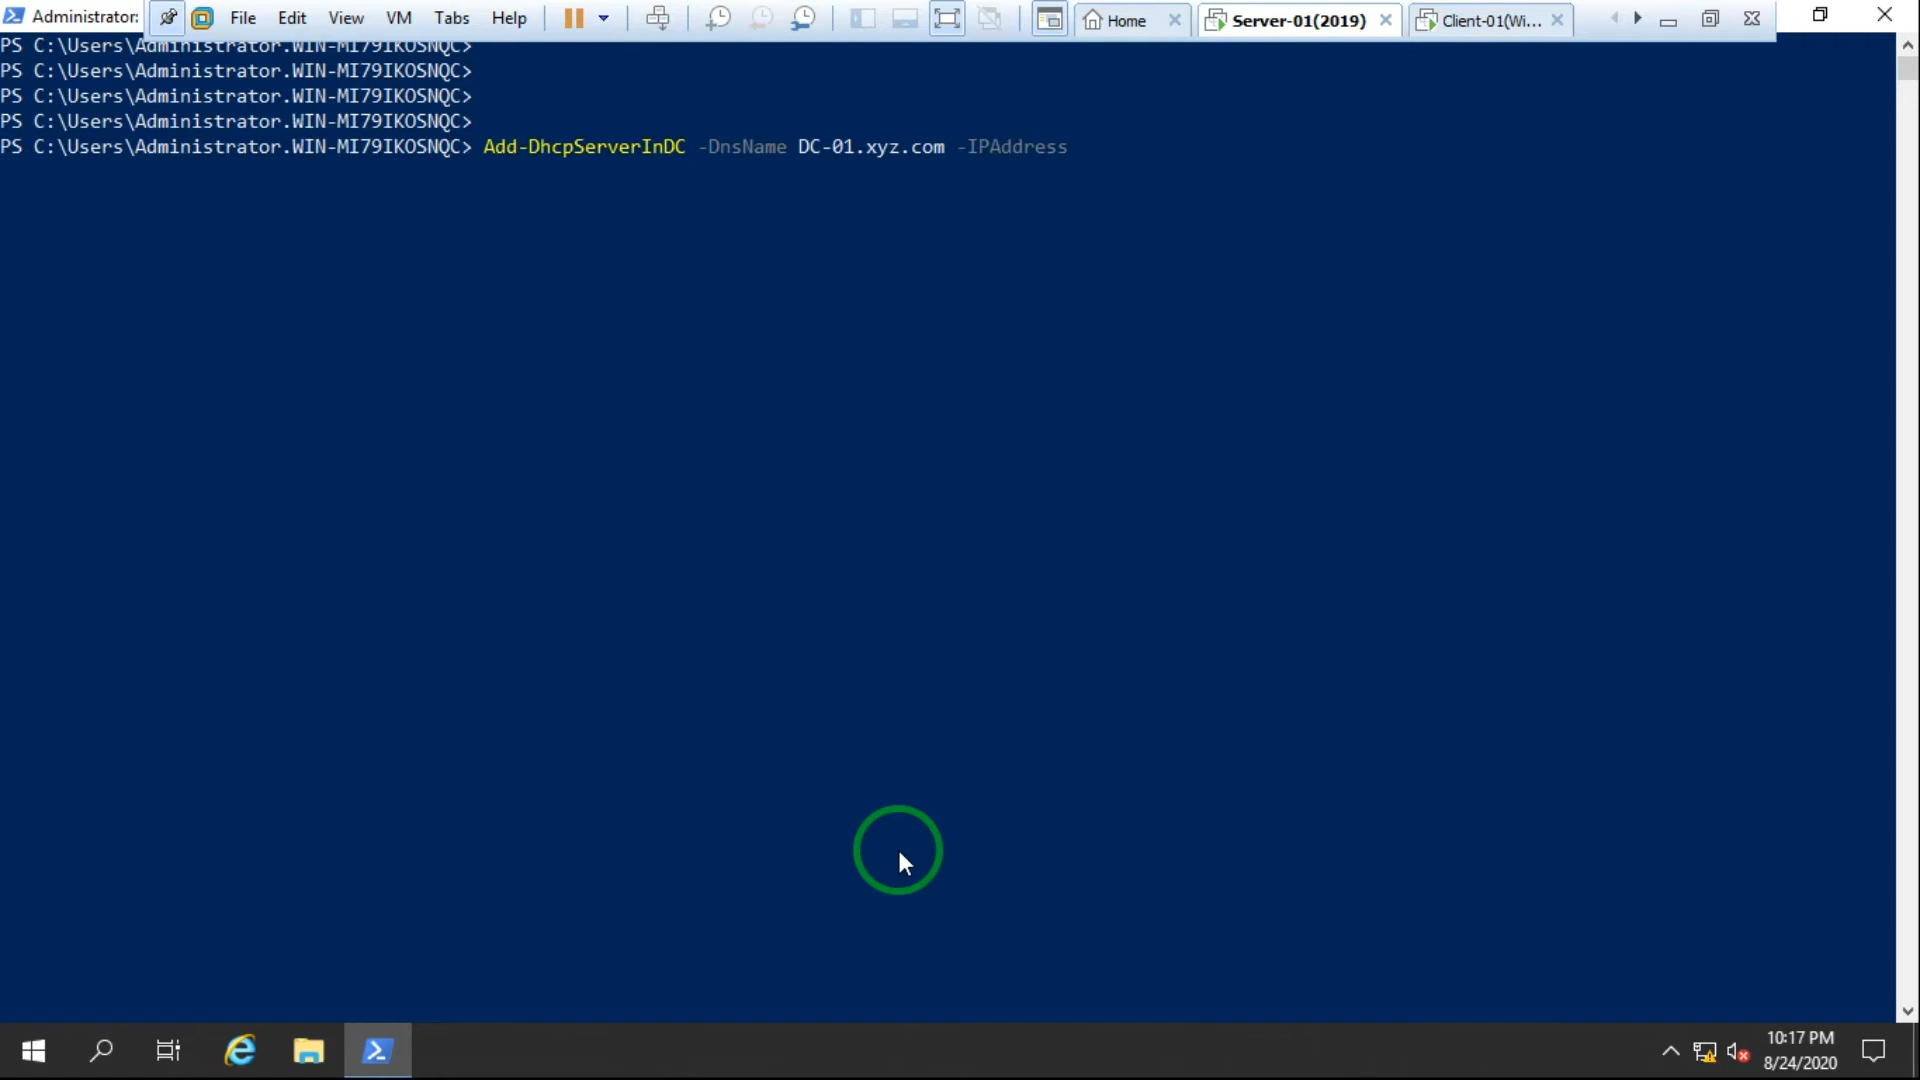 Administrator: File Edit View VM Tabs Help Home Server-01(2019) Client-01(Wi...
PS C:\Users\Administrator.WIN-MI79IKOSNQC>
PS C:\Users\Administrator.WIN-MI79IKOSNQC>
PS C:\Users\Administrator.WIN-MI79IKOSNQC>
PS C:\Users\Administrator.WIN-MI79IKOSNQC>
PS C:\Users\Administrator.WIN-MI79IKOSNQC> Add-DhcpServerInDC -DnsName DC-01.xyz.com -IPAddress
10:17 PM
8/24/2020